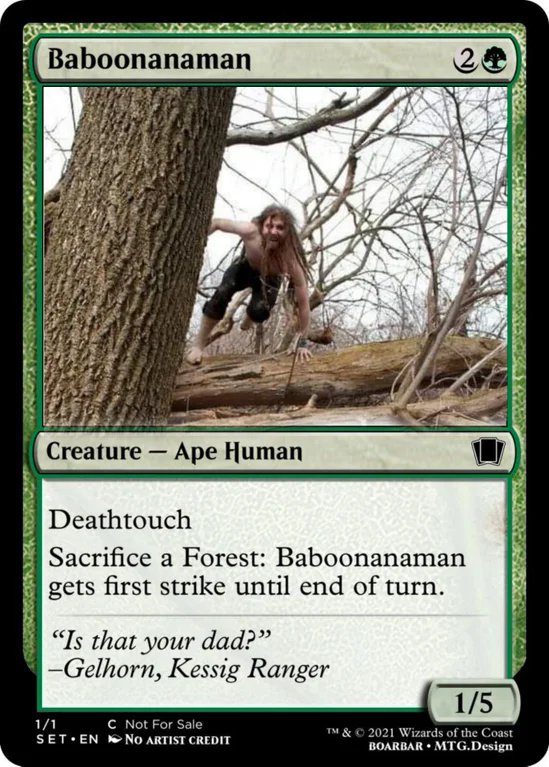 Baboonanaman 2
Creature — Ape Human
Deathtouch
Sacrifice a Forest: Baboonanaman
gets first strike until end of turn.
“Is that your dad?”
–Gelhorn, Kessig Ranger
1/5
1/1 C Not For Sale
SET • EN No artist credit
™ & © 2021 Wizards of the Coast
BOARBAR • MTG.Design